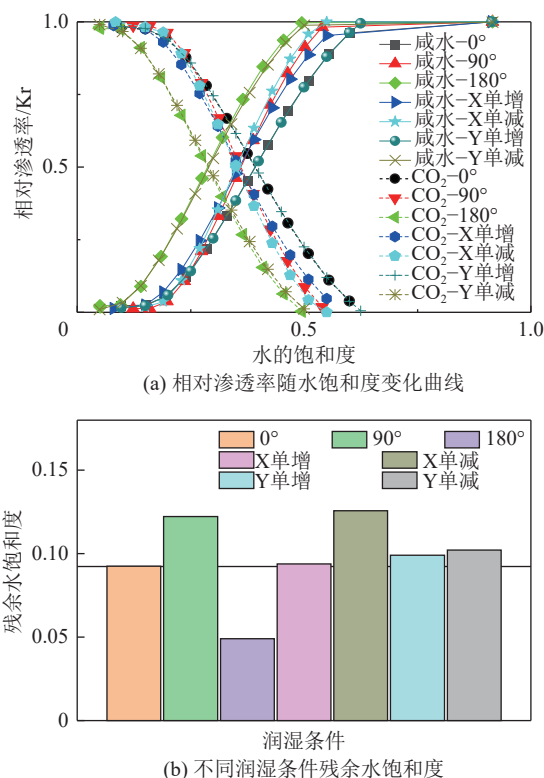 1.0
0.5
0
0.5
1.0
相对渗透率/Kr
咸水−0°
咸水−90°
咸水−180°
咸水−X单增
咸水−X单减
咸水−Y单增
咸水−Y单减
CO₂−0°
CO₂−90°
CO₂−180°
CO₂−X单增
CO₂−X单减
CO₂−Y单增
CO₂−Y单减
水的饱和度
(a) 相对渗透率随水饱和度变化曲线
0° 90° 180°
X单增 X单减
Y单增 Y单减
0.15
0.10
0.05
0
残余水饱和度
润湿条件
(b) 不同润湿条件残余水饱和度